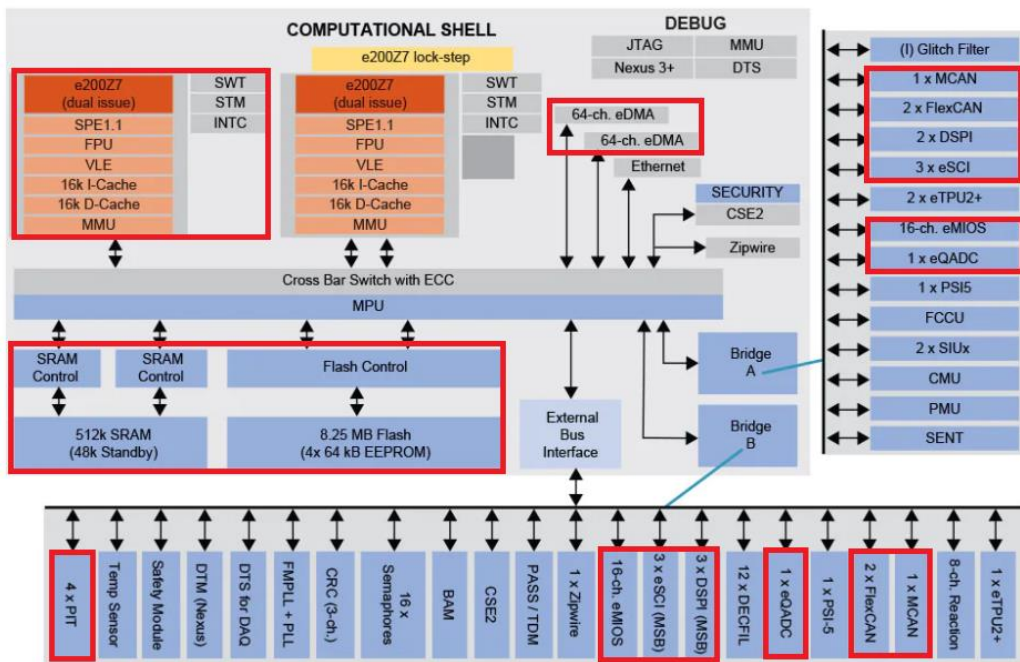 COMPUTATIONAL SHELL
e200Z7 lock-step
e200Z7
(dual issue)
SPE1.1
FPU
VLE
16k I-Cache
16k D-Cache
MMU
SWT
STM
INTC
e200Z7
(dual issue)
SPE1.1
FPU
VLE
16k I-Cache
16k D-Cache
MMU
SWT
STM
INTC
DEBUG
JTAG
MMU
Nexus 3+
DTS
64-ch. eDMA
64-ch. eDMA
Ethernet
SECURITY
CSE2
Zipwire
Cross Bar Switch with ECC
MPU
SRAM
Control
SRAM
Control
Flash Control
512k SRAM
(48k Standby)
8.25 MB Flash
(4x 64 kB EEPROM)
External
Bus
Interface
Bridge
A
Bridge
B
(I) Glitch Filter
1 x MCAN
2 x FlexCAN
2 x DSPI
3 x eSCI
2 x eTPU2+
16-ch. eMIOS
1 x eQADC
1 x PSI5
FCCU
2 x SIUx
CMU
PMU
SENT
4 x PIT
Temp Sensor
Safety Module
DTM (Nexus)
DTS for DAQ
FMPLL + PLL
CRC (3-ch.)
16 x
Semaphores
BAM
CSE2
PASS / TDM
1 x Zipwire
16-ch. eMIOS
3 x eSCI (MSB)
3 x DSPI (MSB)
12 x DECFIL
1 x eQADC
1 x PSI-5
2 x FlexCAN
1 x MCAN
8-ch. Reaction
1 x eTPU2+